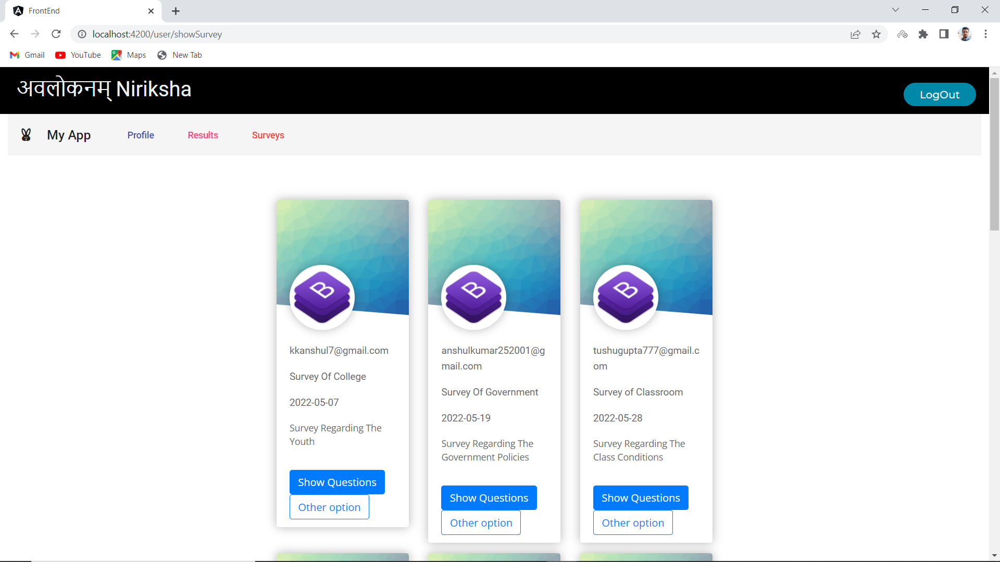 FrontEnd
localhost:4200/user/showSurvey
Gmail
YouTube
Maps
New Tab
अवलोकनम् Niriksha
LogOut
My App
Profile
Results
Surveys
B
kkanshul7@gmail.com
Survey Of College
2022-05-07
Survey Regarding The
Youth
Show Questions
Other option
B
anshulkumar252001@g
mail.com
Survey Of Government
2022-05-19
Survey Regarding The
Government Policies
Show Questions
Other option
B
tushugupta777@gmail.c
om
Survey of Classroom
2022-05-28
Survey Regarding The
Class Conditions
Show Questions
Other option